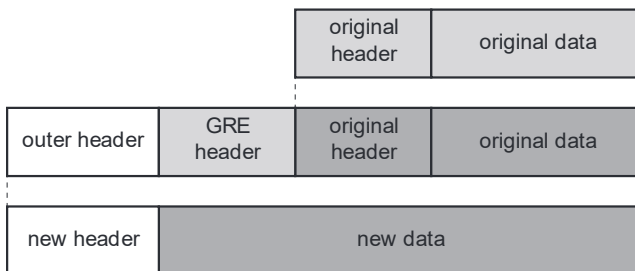 original
header
original data
outer header
GRE
header
original
header
original data
new header
new data